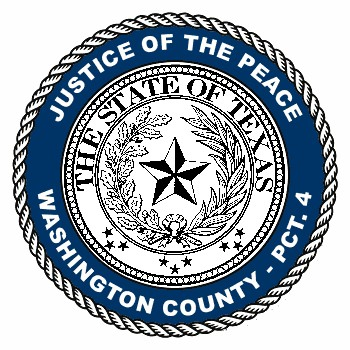 JUSTICE OF THE PEACE
THE STATE OF TEXAS
WASHINGTON COUNTY - PCT. 4